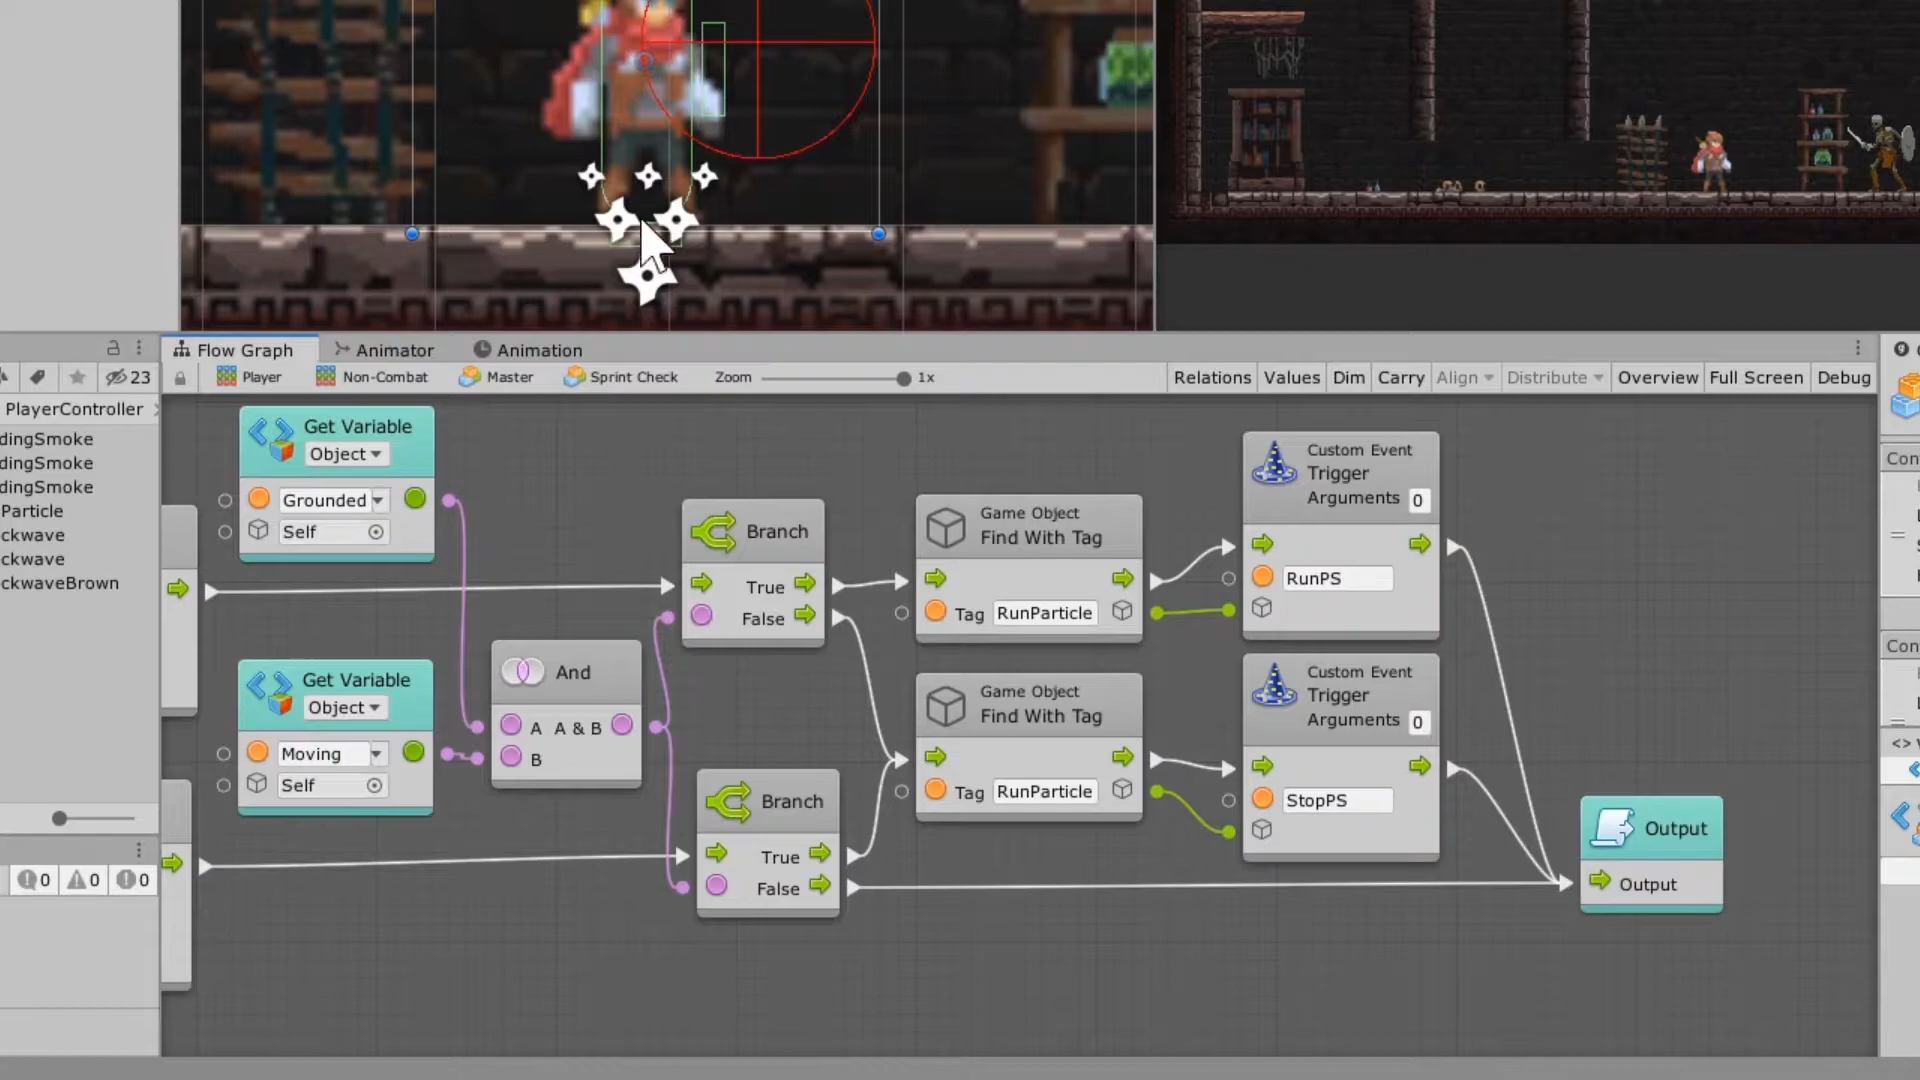 Flow Graph
Animator
Animation
23
Player
Non-Combat
Master
Sprint Check
Zoom
1x
Relations
Values
Dim
Carry
Align
Distribute
Overview
Full Screen
Debug
PlayerController
dingSmoke
dingSmoke
dingSmoke
Particle
ckwave
ckwave
ckwaveBrown
0
0
0
Get Variable
Object
Grounded
Self
Get Variable
Object
Moving
Self
And
A A & B
B
Branch
True
False
Branch
True
False
Game Object
Find With Tag
Tag RunParticle
Game Object
Find With Tag
Tag RunParticle
Custom Event
Trigger
Arguments 0
RunPS
Custom Event
Trigger
Arguments 0
StopPS
Output
Output
Con
Con